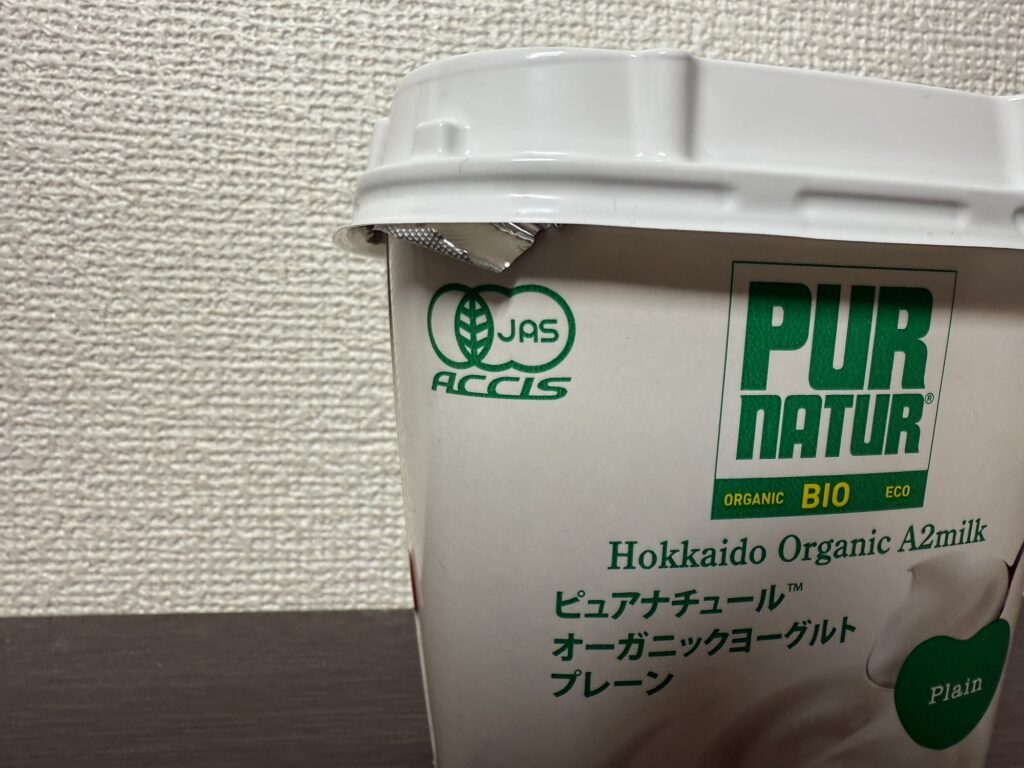 JAS
ACCIS
PUR
NATUR®
ORGANIC BIO ECO
Hokkaido Organic A2milk
ピュアナチュール™
オーガニックヨーグルト
プレーン
Plain